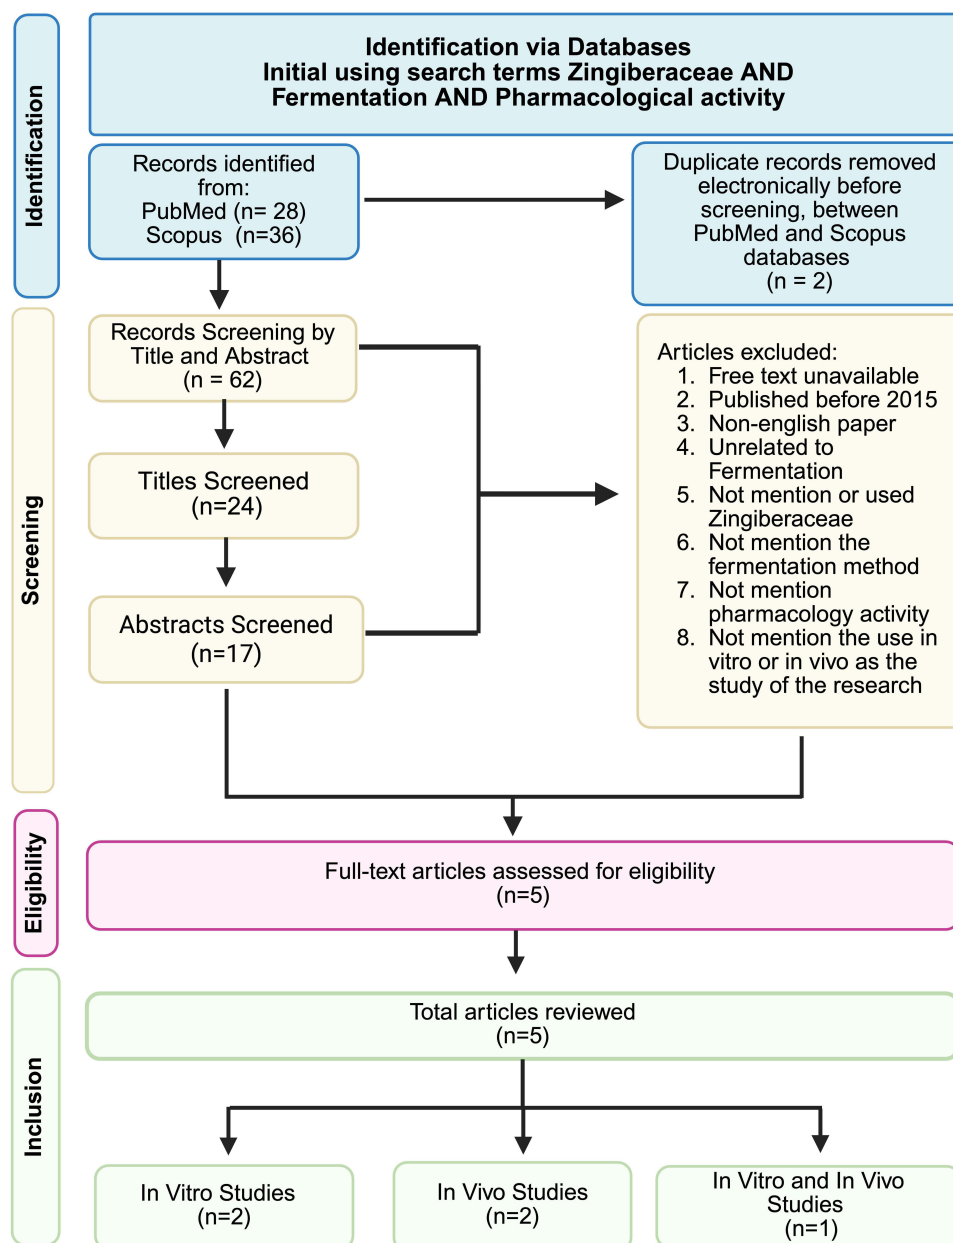 Identification
Identification via Databases
Initial using search terms Zingiberaceae AND
Fermentation AND Pharmacological activity
Records identified
from:
PubMed (n= 28)
Scopus (n=36)
Duplicate records removed
electronically before
screening, between
PubMed and Scopus
databases
(n = 2)
Screening
Records Screening by
Title and Abstract
(n = 62)
Titles Screened
(n=24)
Abstracts Screened
(n=17)
Articles excluded:
1. Free text unavailable
2. Published before 2015
3. Non-english paper
4. Unrelated to
Fermentation
5. Not mention or used
Zingiberaceae
6. Not mention the
fermentation method
7. Not mention
pharmacology activity
8. Not mention the use in
vitro or in vivo as the
study of the research
Eligibility
Full-text articles assessed for eligibility
(n=5)
Inclusion
Total articles reviewed
(n=5)
In Vitro Studies
(n=2)
In Vivo Studies
(n=2)
In Vitro and In Vivo
Studies
(n=1)